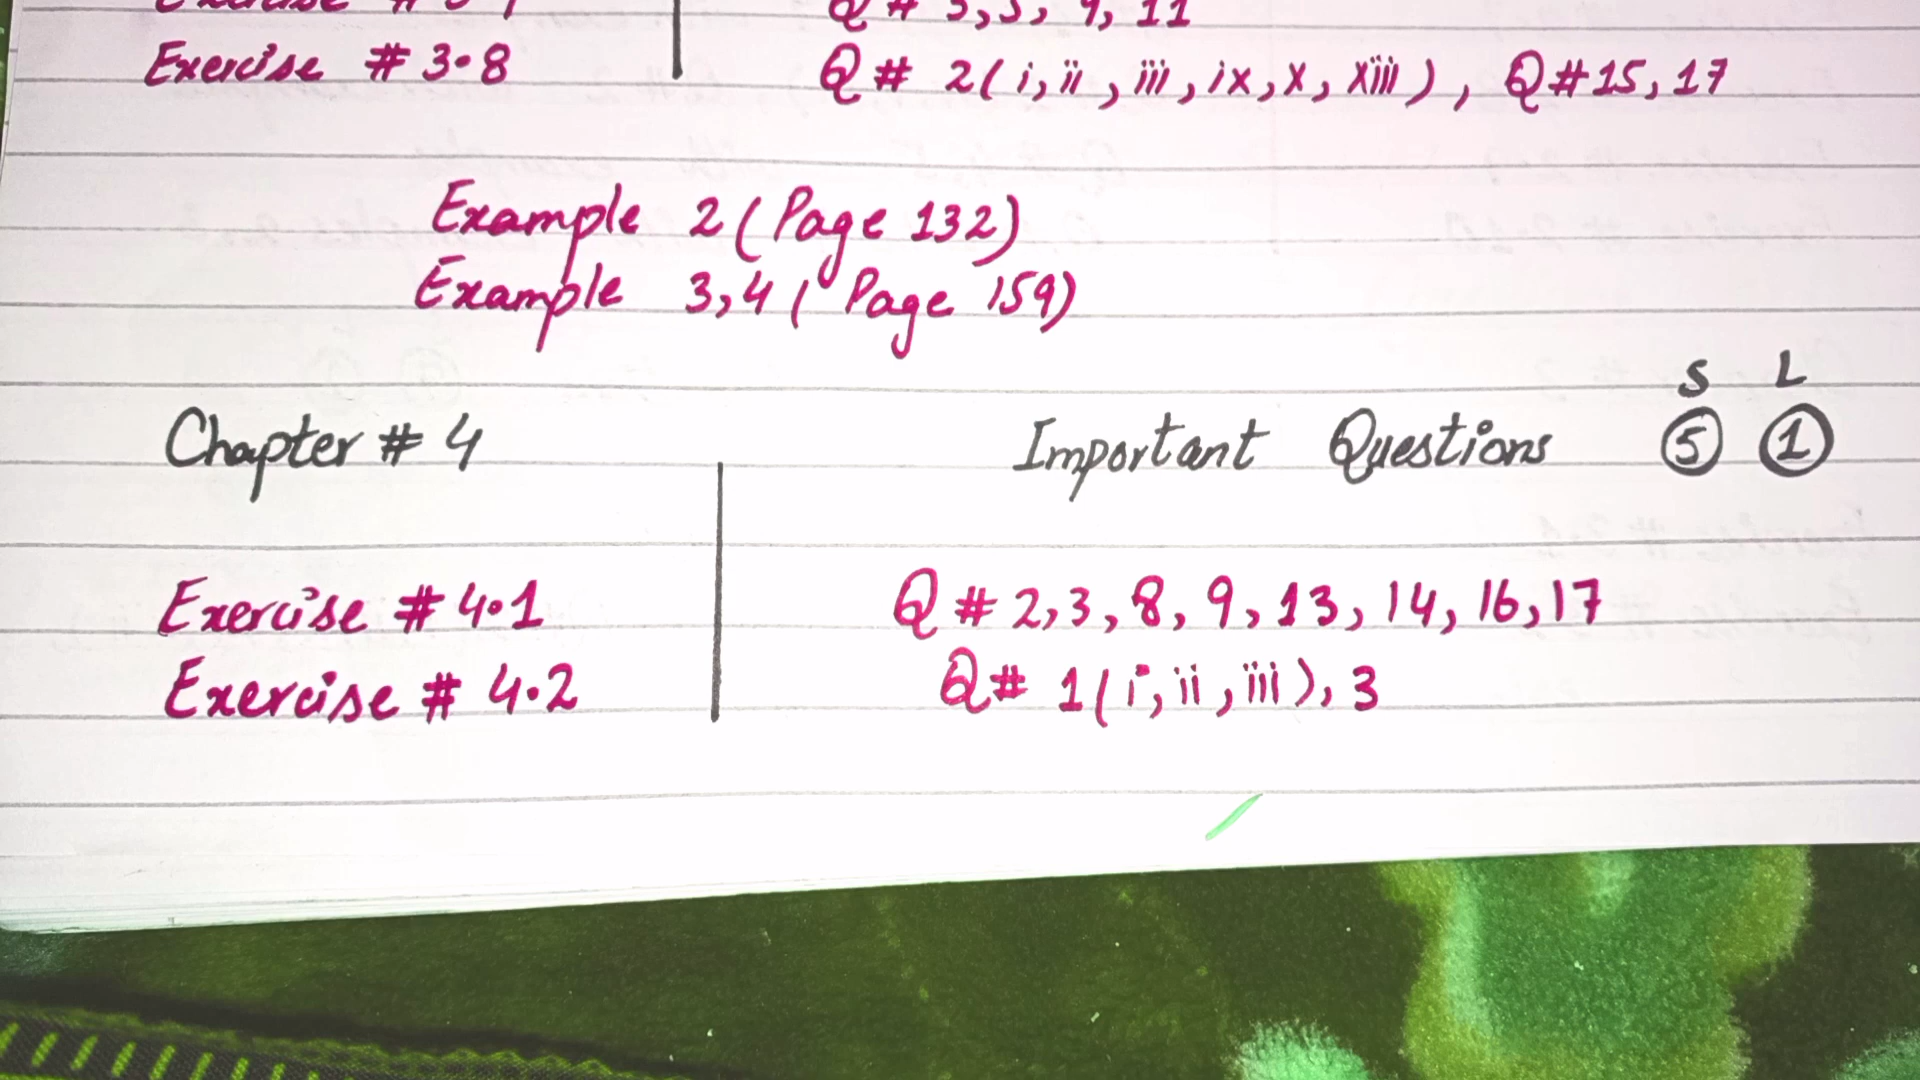 Q # 11
Exercise # 3.8 Q # 2(i, ii, iii, ix, x, xiii), Q#15, 17
Example 2 (Page 132)
Example 3,4 (Page 159)
S L
Chapter # 4 Important Questions 5 1
Exercise # 4.1 Q # 2,3, 8, 9, 13, 14, 16, 17
Exercise # 4.2 Q # 1(i, ii, iii), 3